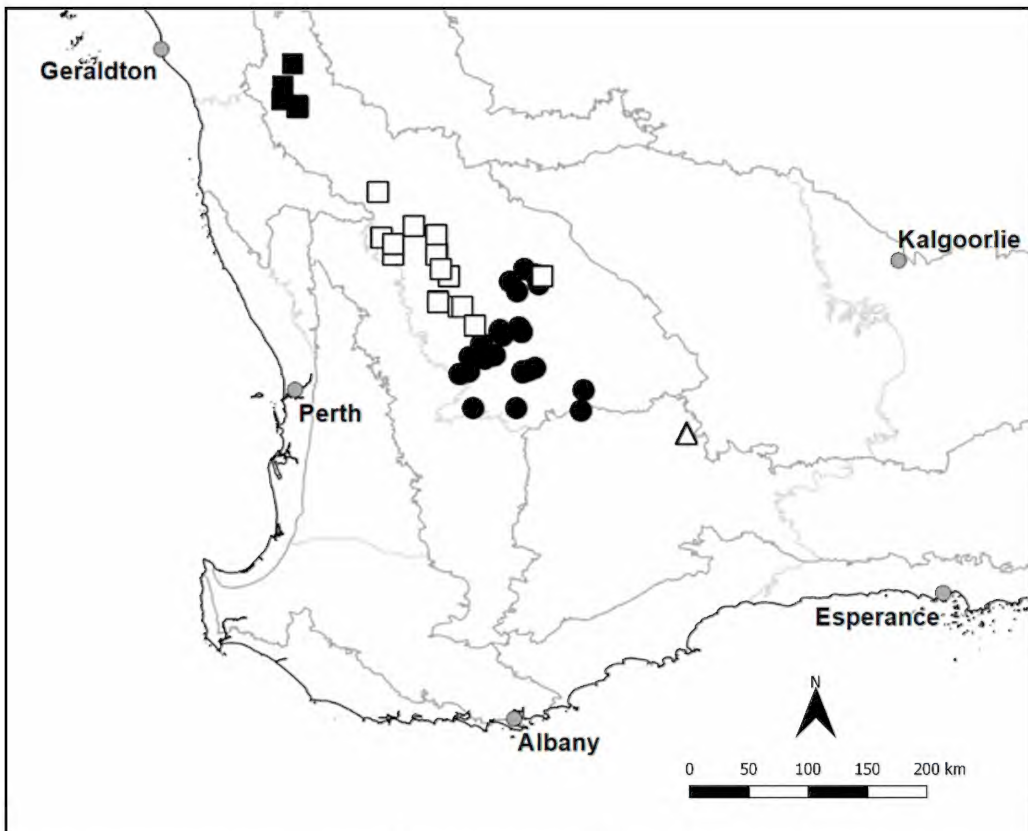 Geraldton
Kalgoorlie
Perth
Esperance
N
Albany
0 50 100 150 200 km